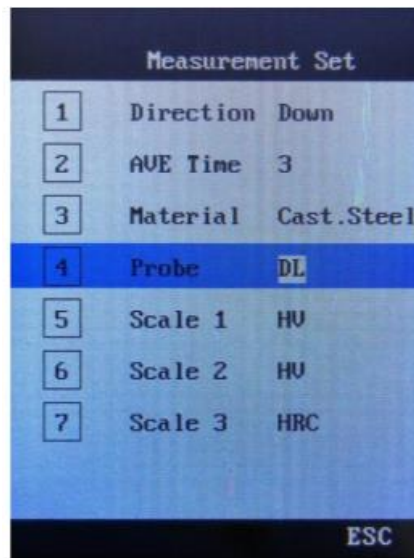 Measurement Set
1 Direction Down
2 AVE Time 3
3 Material Cast.Steel
4 Probe DL
5 Scale 1 HV
6 Scale 2 HV
7 Scale 3 HRC
ESC